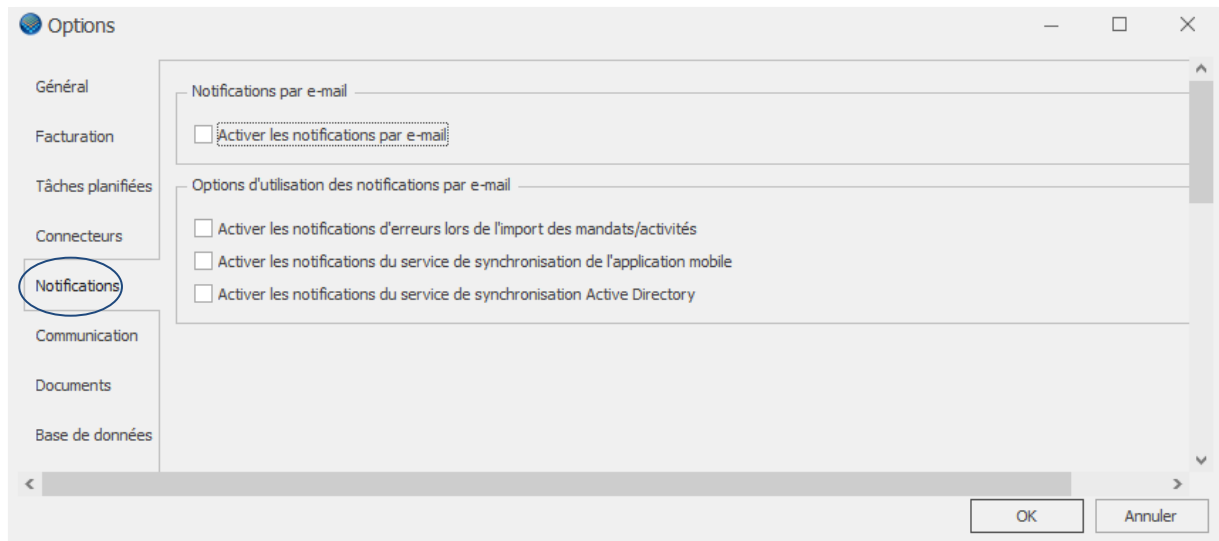 Options
Général
Facturation
Tâches planifiées
Connecteurs
Notifications
Communication
Documents
Base de données
Notifications par e-mail
Activer les notifications par e-mail
Options d'utilisation des notifications par e-mail
Activer les notifications d'erreurs lors de l'import des mandats/activités
Activer les notifications du service de synchronisation de l'application mobile
Activer les notifications du service de synchronisation Active Directory
OK
Annuler